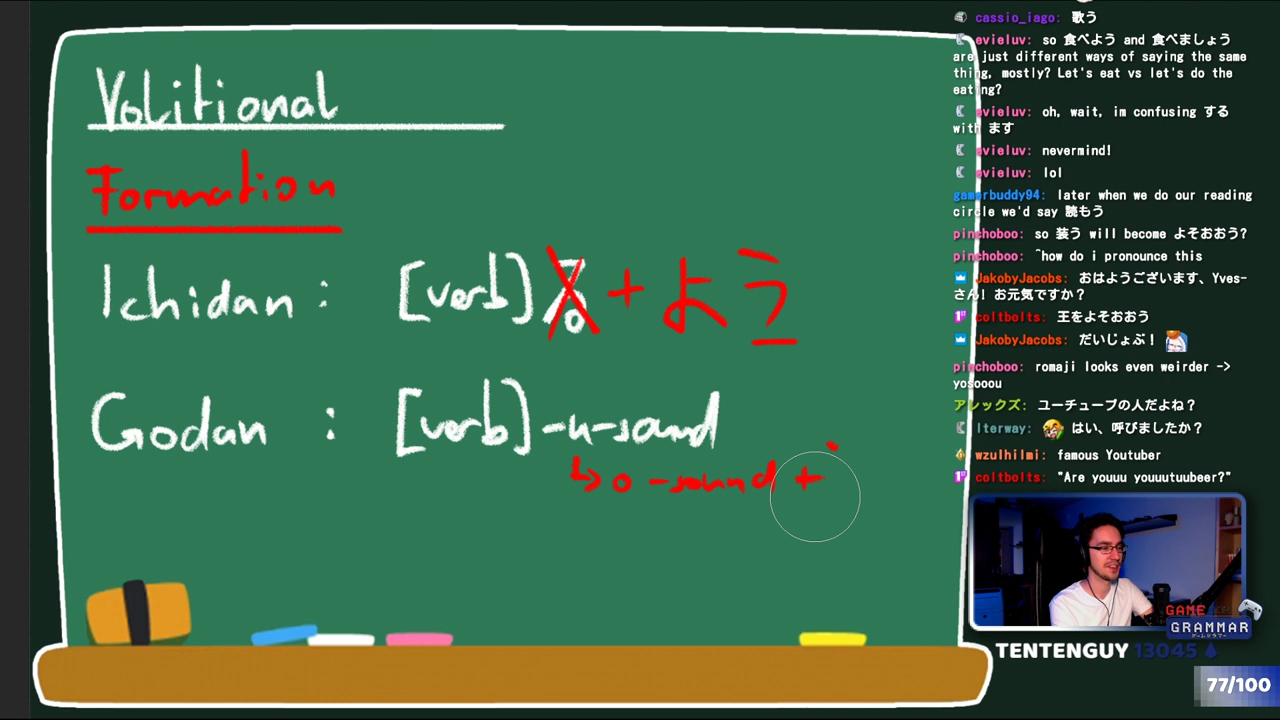 Volitional
Formation
Ichidan : [verb]る + よう
Godan : [verb]-u-sound
↳ o -sound +
cassio_iago: 歌う
evieluv: so 食べよう and 食べましょう
are just different ways of saying the same
thing, mostly? Let's eat vs let's do the
eating?
evieluv: oh, wait, im confusing する
with ます
evieluv: nevermind!
evieluv: lol
gamerbuddy94: later when we do our reading
circle we'd say 読もう
pinchoboo: so 装う will become よそおおう?
pinchoboo: ^how do i pronounce this
JakobyJacobs: おはようございます、Yves-
さん! お元気ですか?
coltbolts: 王をよそおおう
JakobyJacobs: だいじょぶ!
pinchoboo: romaji looks even weirder ->
yosooou
アレックズ: ユーチューブの人だよね?
lterway: はい、呼びましたか?
wzulhilmi: famous Youtuber
coltbolts: "Are youuu youuutuubeer?"
GAME
GRAMMAR
ゲームグラマー
TENTENGUY 13045
77/100